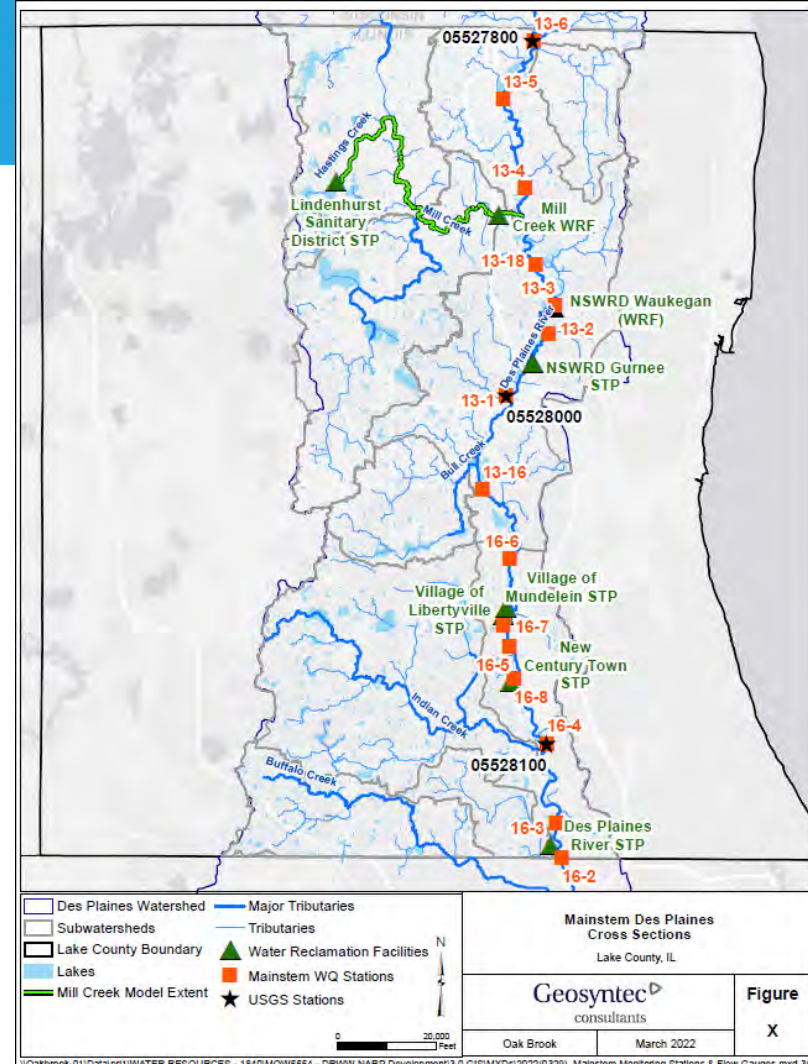 WISCONSIN
ILLINOIS
13-6
05527800
13-5
Hastings Creek
13-4
Lindenhurst
Sanitary
District STP
Mill Creek
Mill
Creek WRF
13-18
13-3
NSWRD Waukegan
(WRF)
13-2
Des Plaines River
NSWRD Gurnee
STP
13-1
05528000
Bull Creek
13-16
16-6
Village of
Libertyville
STP
Village of
Mundelein STP
16-7
New
Century Town
STP
16-5
16-8
Indian Creek
16-4
05528100
Buffalo Creek
16-3
Des Plaines
River STP
16-2
Des Plaines Watershed
Subwatersheds
Lake County Boundary
Lakes
Mill Creek Model Extent
Major Tributaries
Tributaries
Water Reclamation Facilities
Mainstem WQ Stations
USGS Stations
N
0 20,000
Feet
Mainstem Des Plaines
Cross Sections
Lake County, IL
Geosyntec
consultants
Figure
X
Oak Brook
March 2022